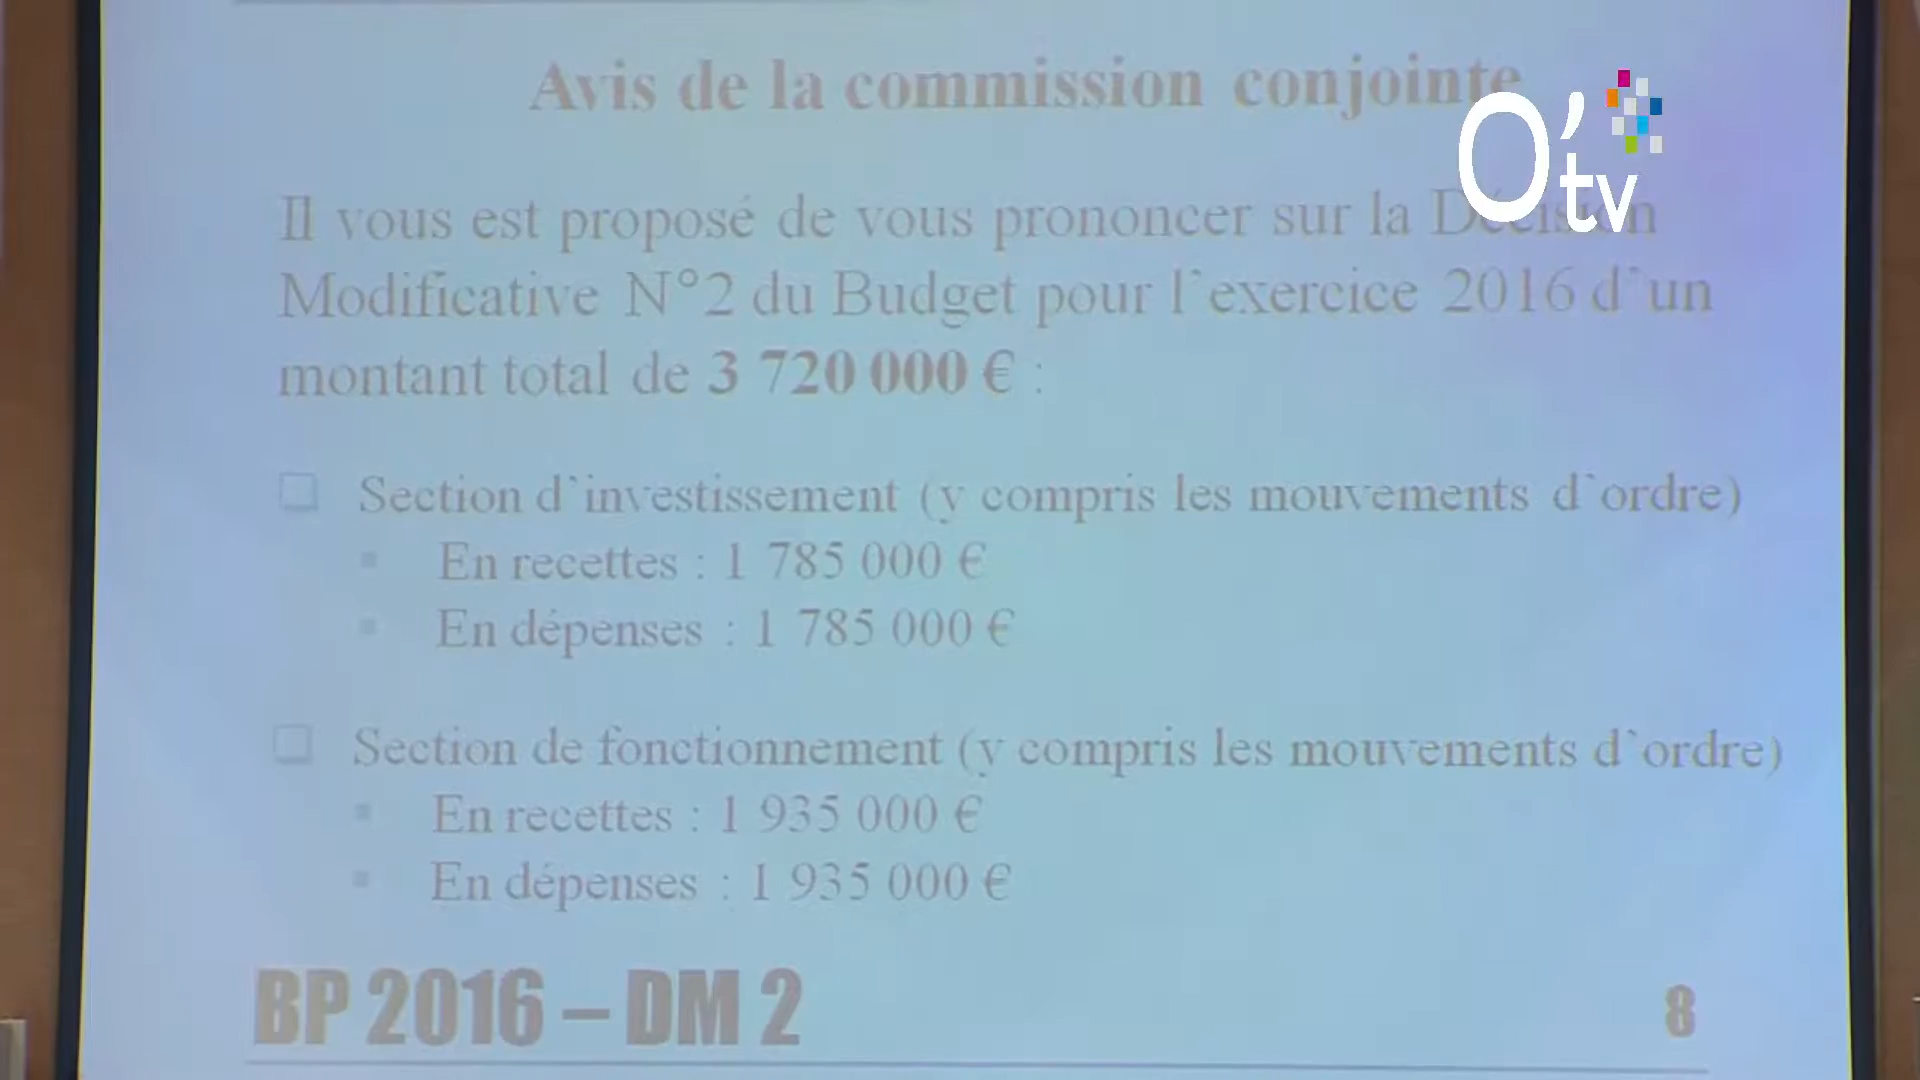 Avis de la commission conjointe
O'tv
Il vous est proposé de vous prononcer sur la Décision
Modificative N°2 du Budget pour l'exercice 2016 d'un
montant total de 3 720 000 € :
Section d'investissement (y compris les mouvements d'ordre)
En recettes : 1 785 000 €
En dépenses : 1 785 000 €
Section de fonctionnement (y compris les mouvements d'ordre)
En recettes : 1 935 000 €
En dépenses : 1 935 000 €
BP 2016 – DM 2
8